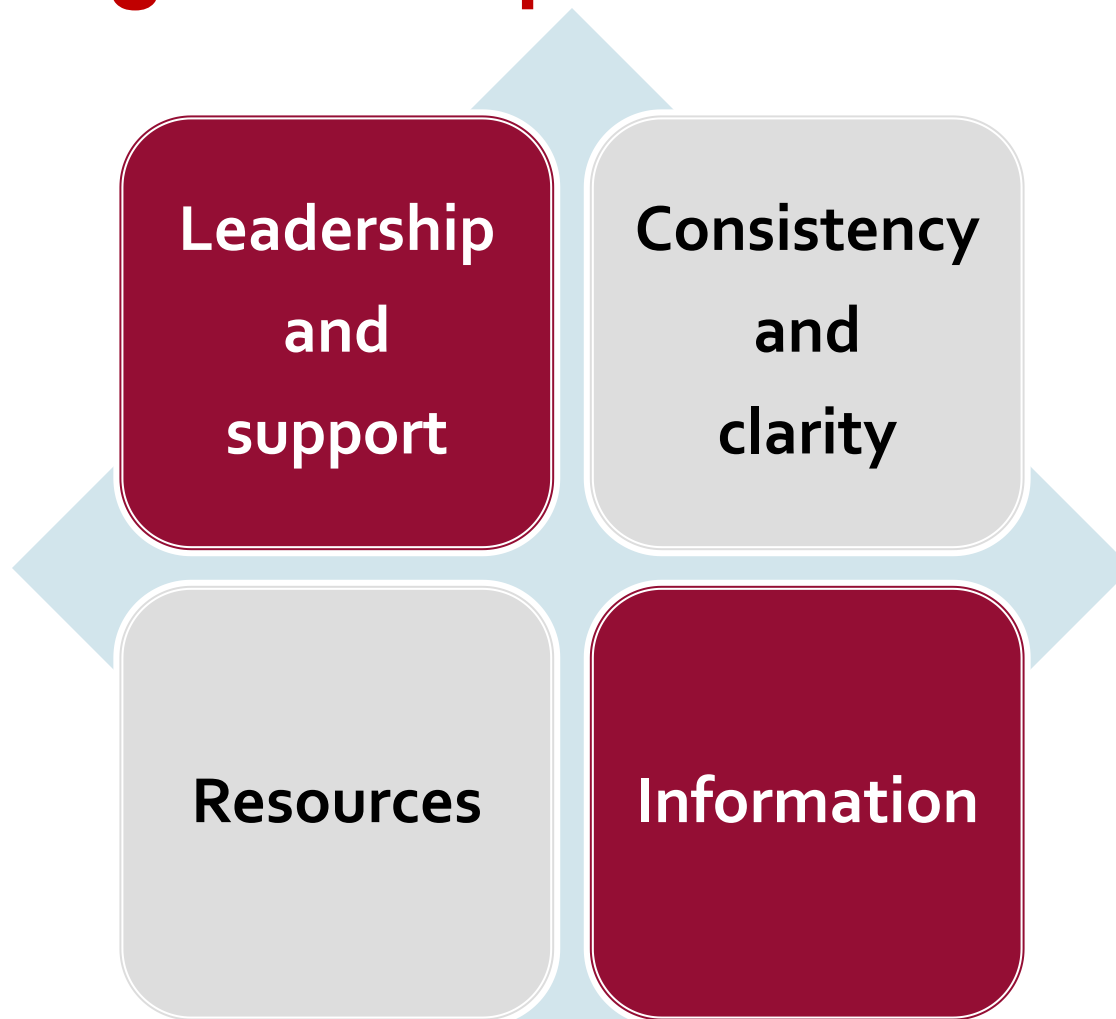 Leadership
and
support
Consistency
and
clarity
Resources
Information